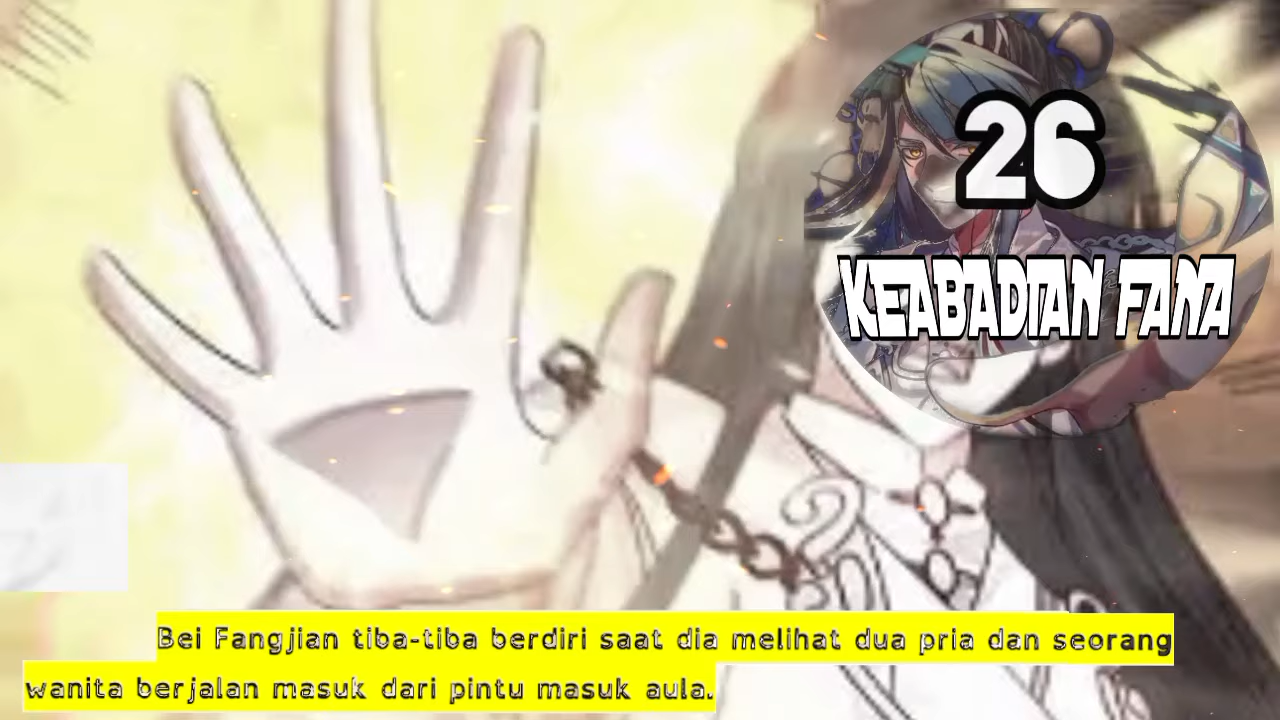 26
KEABADIAN FANA
Bei Fangjian tiba-tiba berdiri saat dia melihat dua pria dan seorang
wanita berjalan masuk dari pintu masuk aula.